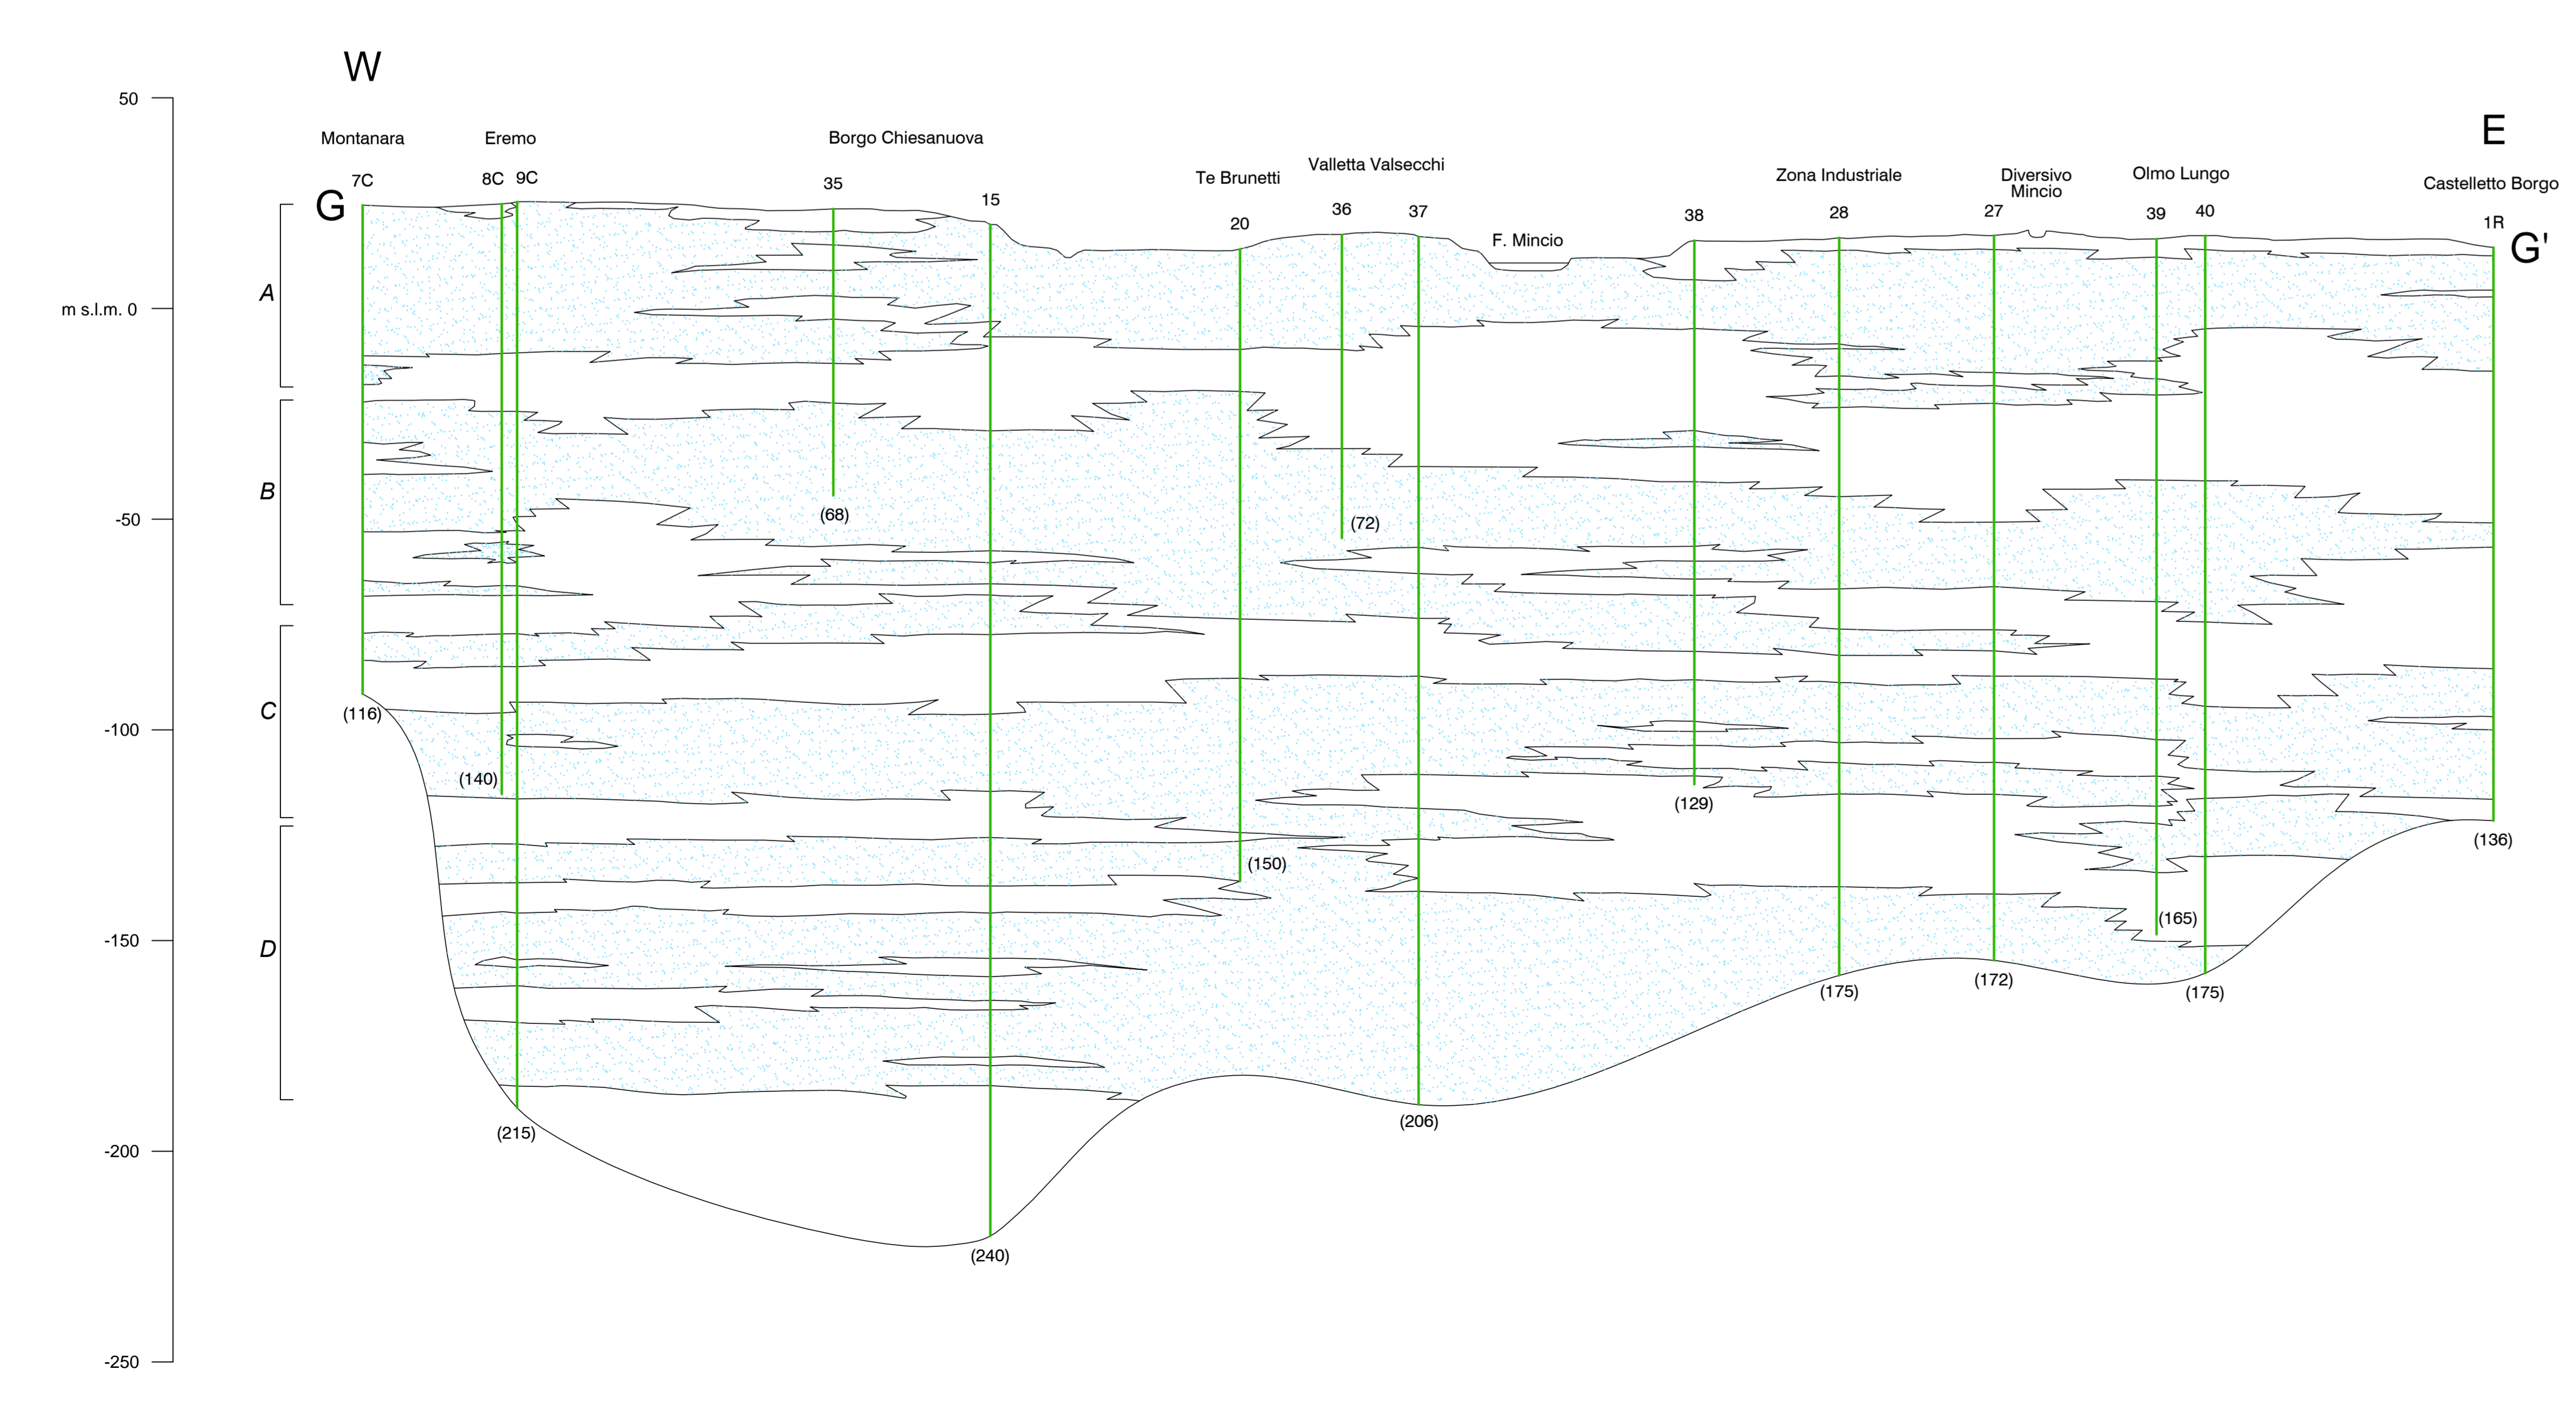 W
50
E
Montanara
Eremo
Borgo Chiesanuova
Valletta Valsecchi
Te Brunetti
Zona Industriale
Diversivo
Mincio
Olmo Lungo
Castelletto Borgo
7C
8C
9C
35
15
20
36
37
F. Mincio
38
28
27
39
40
1R
G
G'
A
m s.l.m. 0
B
-50
(68)
(72)
C
-100
(116)
(140)
(129)
(136)
(150)
D
-150
(165)
(175)
(172)
(175)
(206)
(215)
-200
(240)
-250